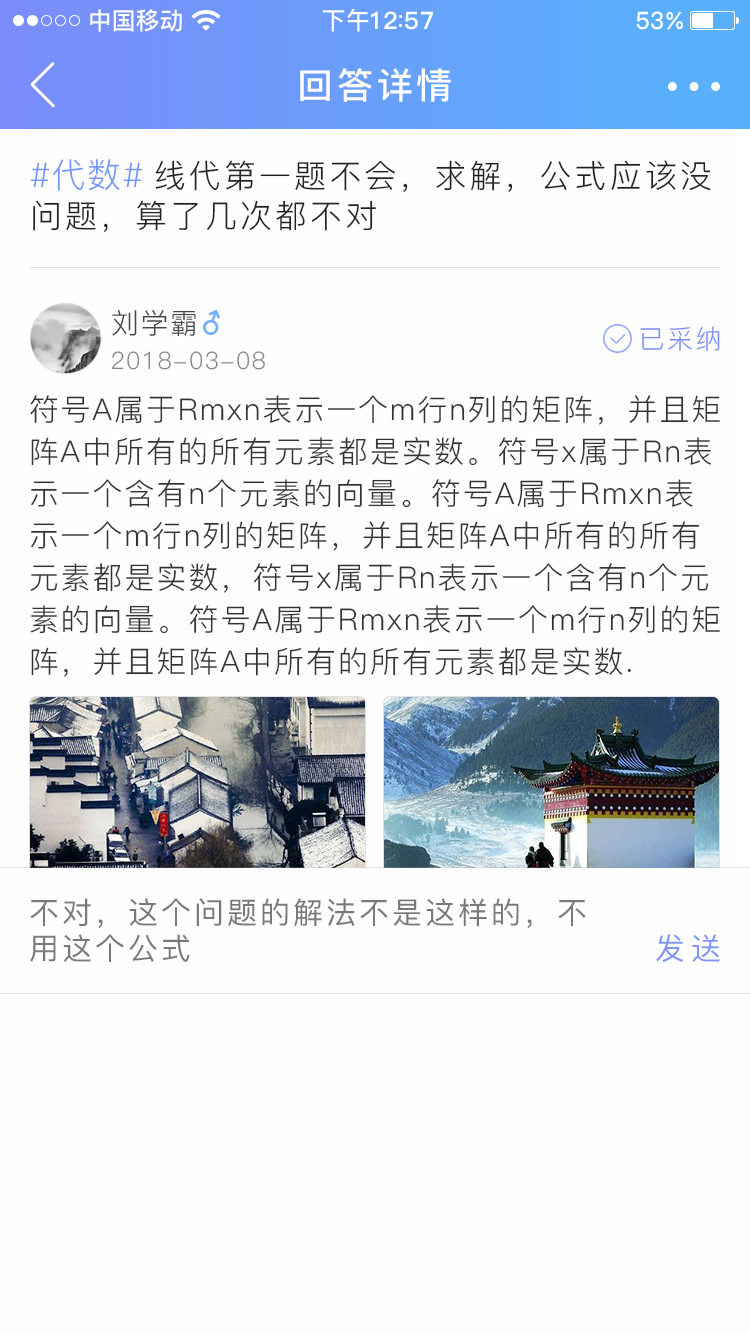 中国移动 下午12:57 53%
回答详情
#代数# 线代第一题不会，求解，公式应该没
问题，算了几次都不对
刘学霸
2018-03-08
已采纳
符号A属于Rmxn表示一个m行n列的矩阵，并且矩
阵A中所有的所有元素都是实数。符号x属于Rn表
示一个含有n个元素的向量。符号A属于Rmxn表
示一个m行n列的矩阵，并且矩阵A中所有的所有
元素都是实数，符号x属于Rn表示一个含有n个元
素的向量。符号A属于Rmxn表示一个m行n列的矩
阵，并且矩阵A中所有的所有元素都是实数.
不对，这个问题的解法不是这样的，不
用这个公式
发送